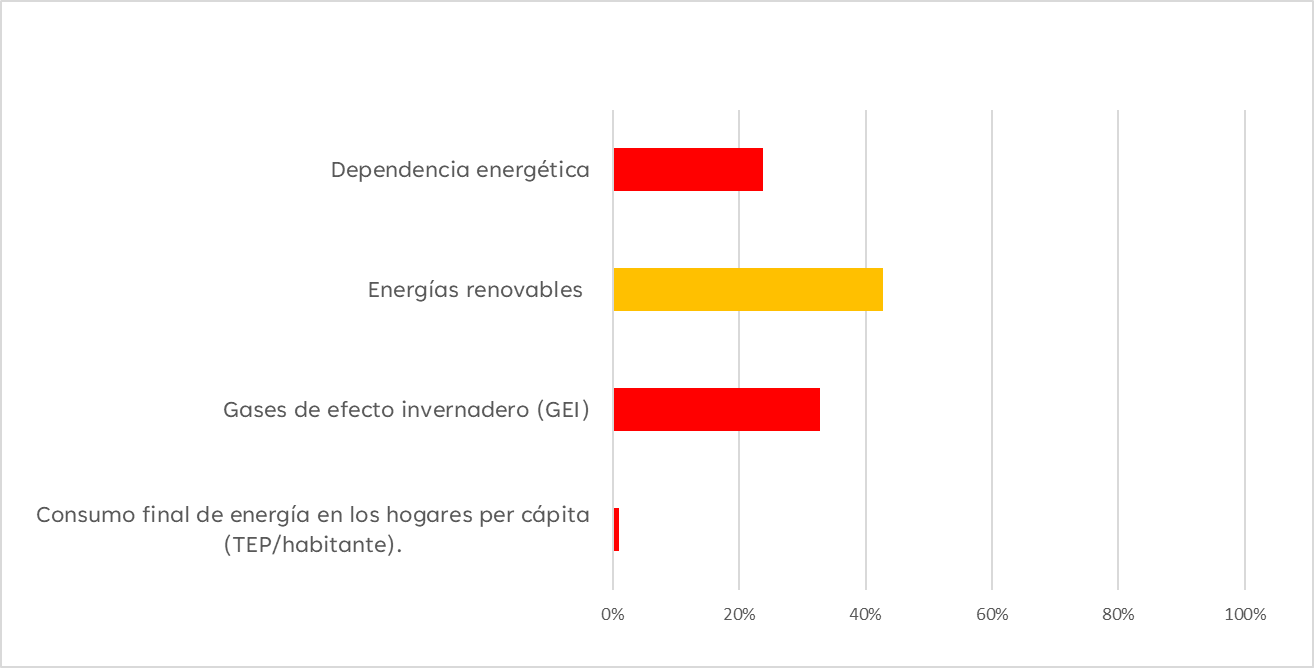 Dependencia energética
Energías renovables
Gases de efecto invernadero (GEI)
Consumo final de energía en los hogares per cápita
(TEP/habitante).
0% 20% 40% 60% 80% 100%